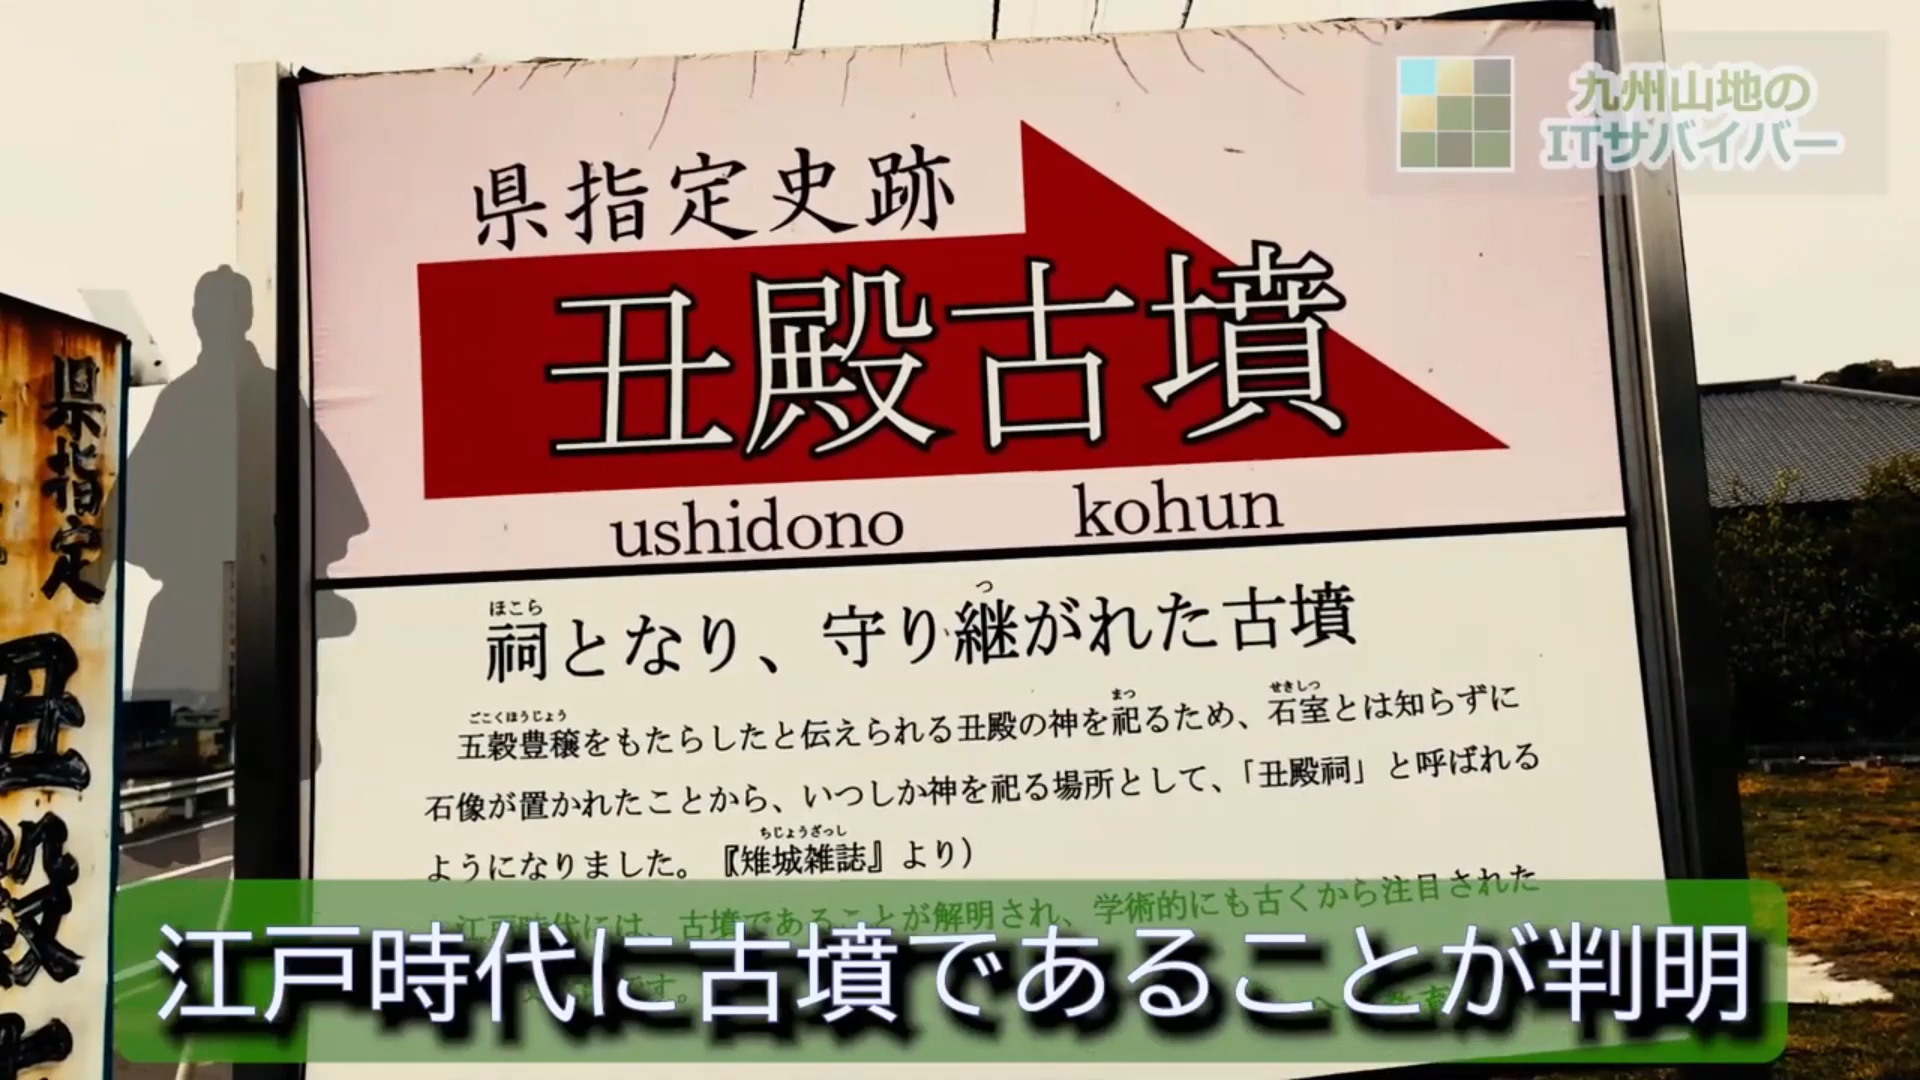 九州山地の
ITサバイバー
県指定史跡
丑殿古墳
ushidono kohun
ほこら
つ
祠となり、守り継がれた古墳
ごこくほうじょう
まつ
せきしつ
五穀豊穣をもたらしたと伝えられる丑殿の神を祀るため、石室とは知らずに
石像が置かれたことから、いつしか神を祀る場所として、「丑殿祠」と呼ばれる
ちじょうざっし
ようになりました。『雉城雑誌』より）
江戸時代には、古墳であることが解明され、学術的にも古くから注目された
です。
県指定
丑殿
江戸時代に古墳であることが判明